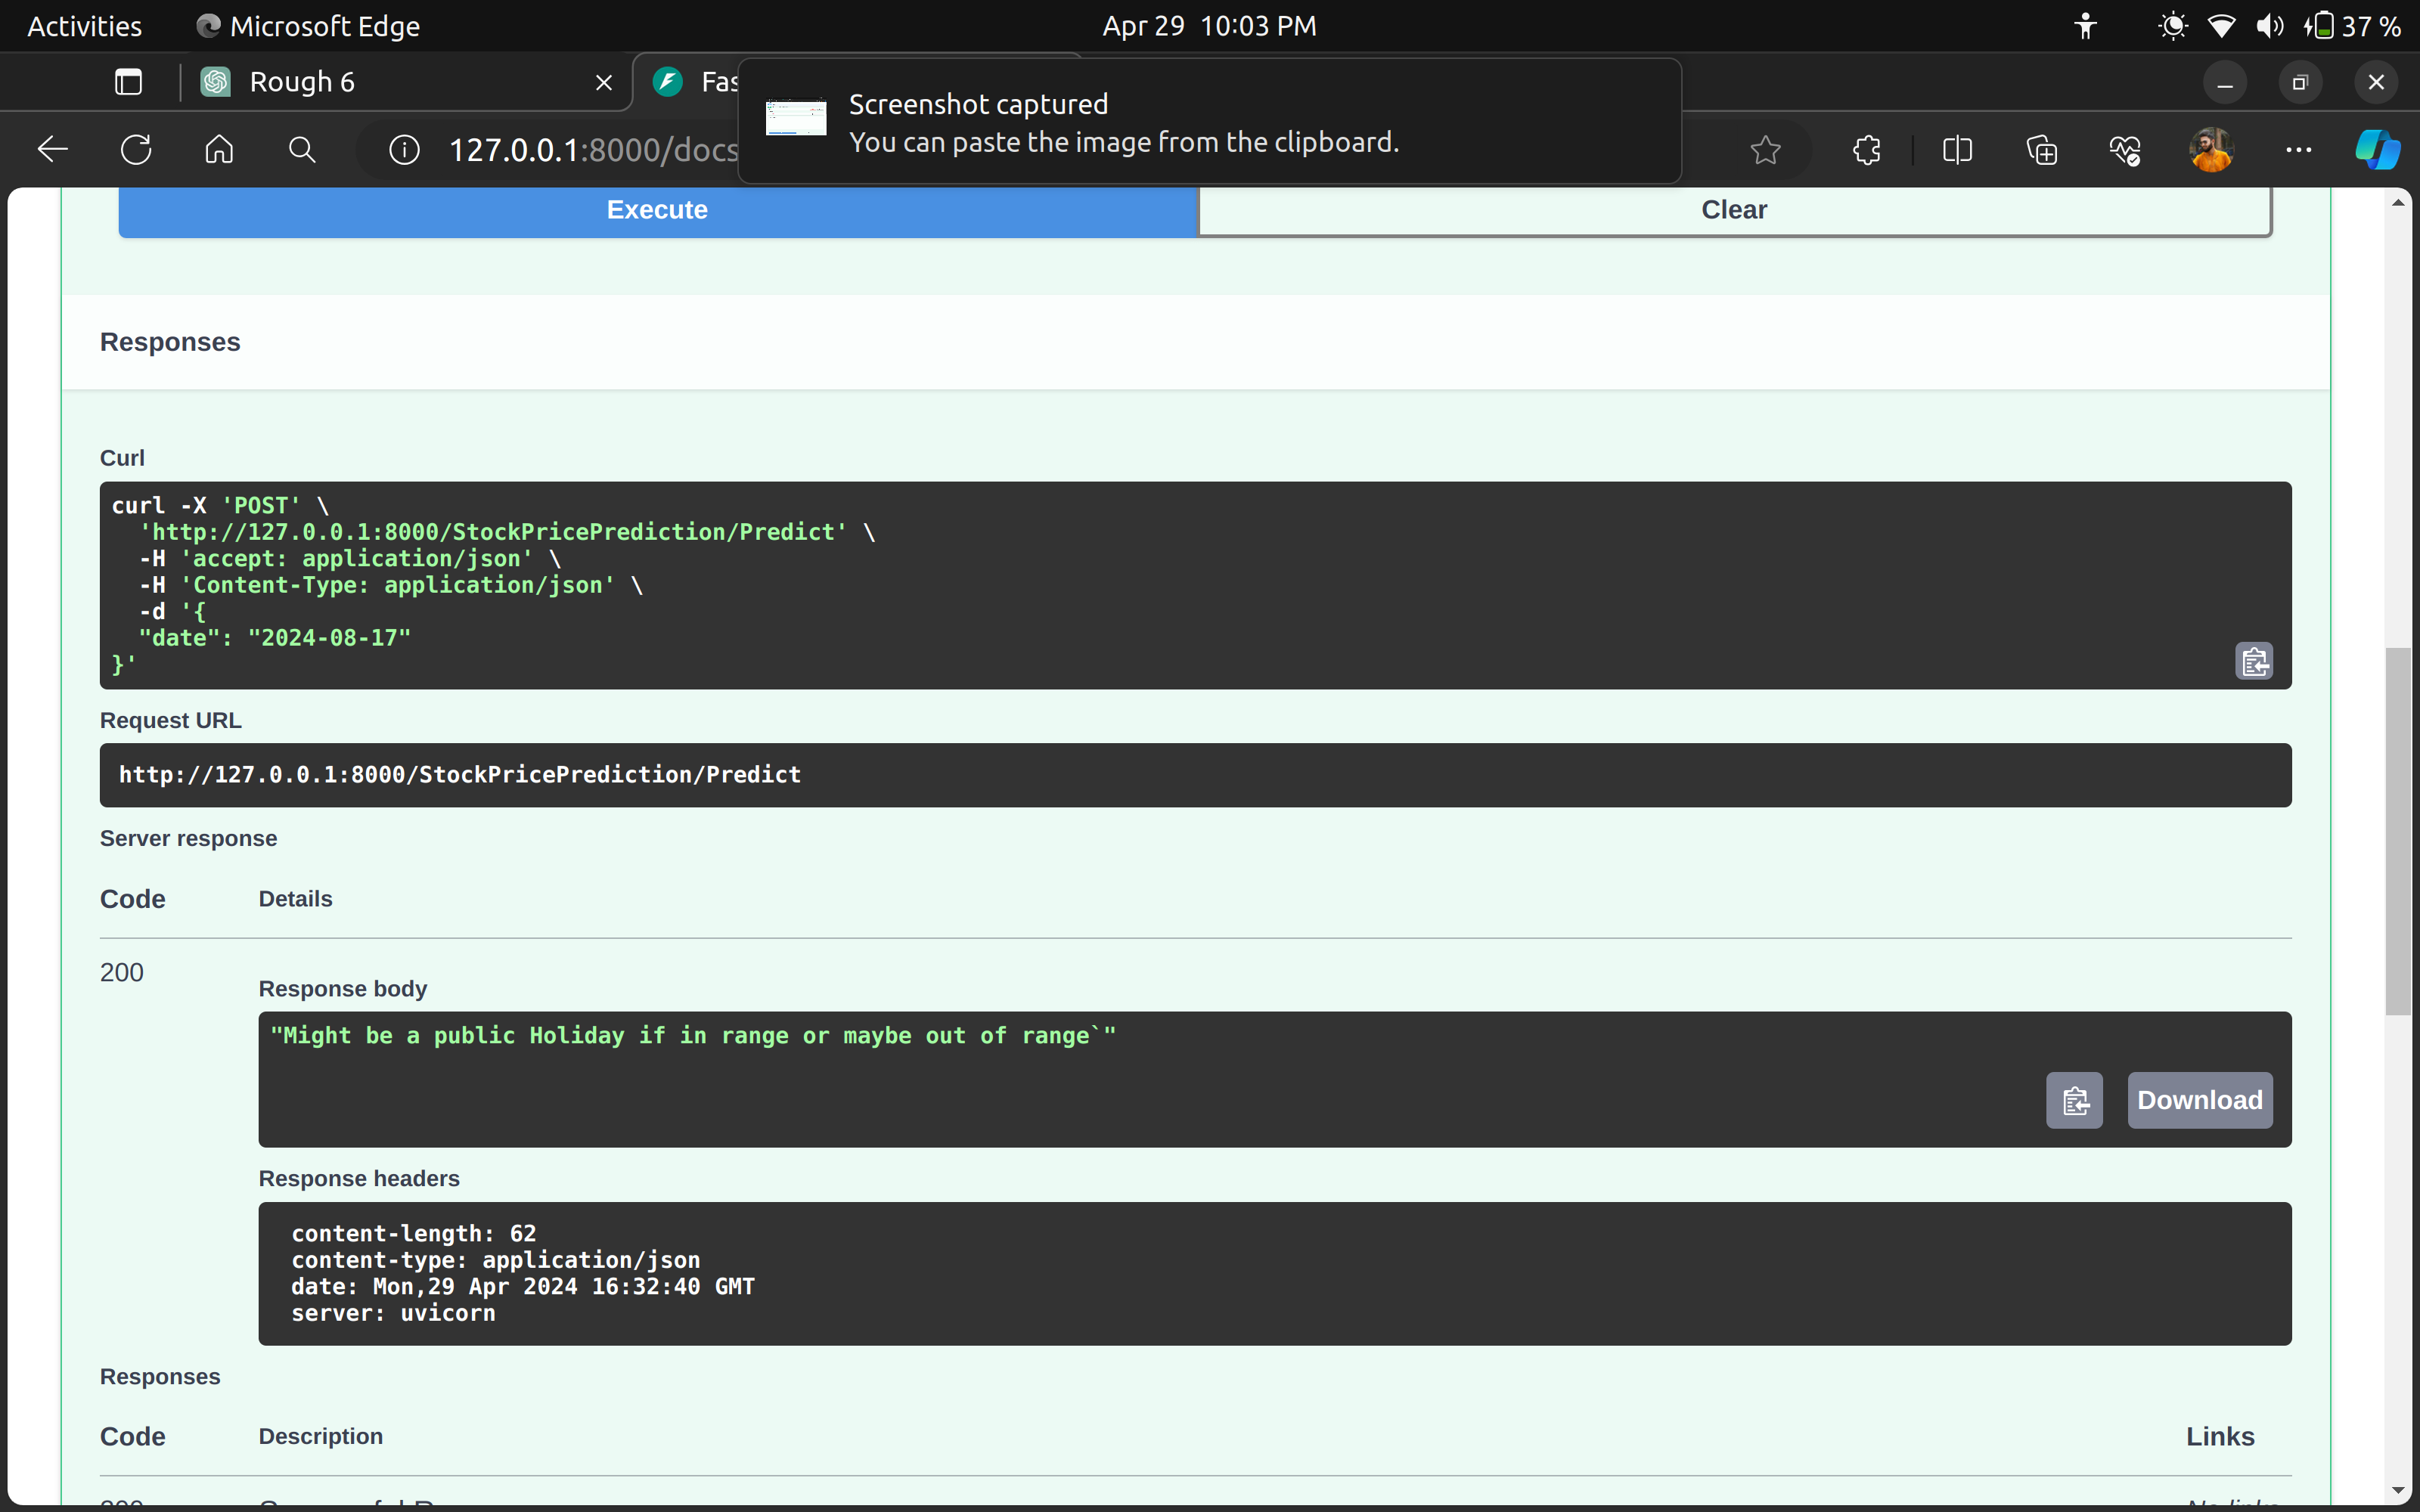 Activities
Microsoft Edge
Apr 29 10:03 PM
37 %
Rough 6
Fas
Screenshot captured
You can paste the image from the clipboard.
127.0.0.1:8000/docs
Execute
Clear
Responses
Curl
curl -X 'POST' \
'http://127.0.0.1:8000/StockPricePrediction/Predict' \
-H 'accept: application/json' \
-H 'Content-Type: application/json' \
-d '{
"date": "2024-08-17"
}'
Request URL
http://127.0.0.1:8000/StockPricePrediction/Predict
Server response
Code
Details
200
Response body
"Might be a public Holiday if in range or maybe out of range`"
Download
Response headers
content-length: 62
content-type: application/json
date: Mon,29 Apr 2024 16:32:40 GMT
server: uvicorn
Responses
Code
Description
Links